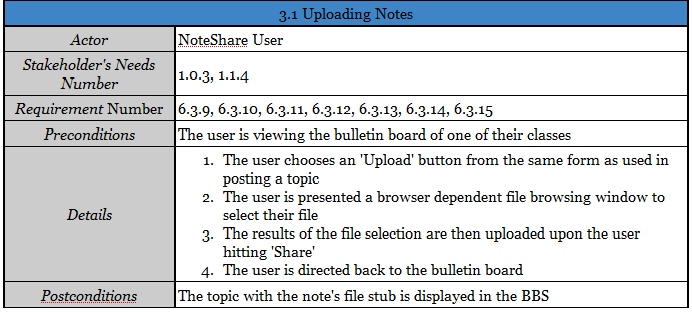 3.1 Uploading Notes
Actor
NoteShare User
Stakeholder's Needs
Number
1.0.3, 1.1.4
Requirement Number
6.3.9, 6.3.10, 6.3.11, 6.3.12, 6.3.13, 6.3.14, 6.3.15
Preconditions
The user is viewing the bulletin board of one of their classes
Details
1. The user chooses an 'Upload' button from the same form as used in
posting a topic
2. The user is presented a browser dependent file browsing window to
select their file
3. The results of the file selection are then uploaded upon the user
hitting 'Share'
4. The user is directed back to the bulletin board
Postconditions
The topic with the note's file stub is displayed in the BBS